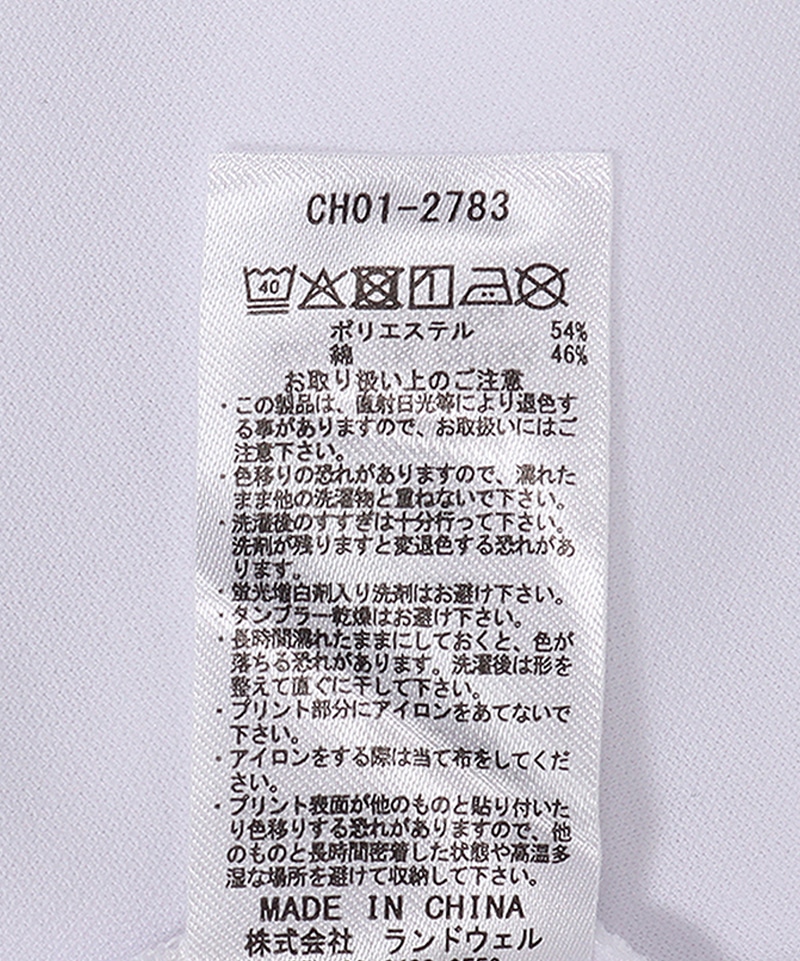 CH01-2783
40
ポリエステル 54%
綿 46%
お取り扱い上のご注意
・この製品は、直射日光等により退色す
る事がありますので、お取扱いにはご
注意下さい。
・色移りの恐れがありますので、濡れた
まま他の洗濯物と重ねないで下さい。
・洗濯後のすすぎは十分行って下さい。
洗剤が残りますと変退色する恐れがあ
ります。
・蛍光増白剤入り洗剤はお避け下さい。
・タンブラー乾燥はお避け下さい。
・長時間濡れたままにしておくと、色が
落ちる恐れがあります。洗濯後は形を
整えて直ぐに干して下さい。
・プリント部分にアイロンをあてないで
下さい。
・アイロンをする際は当て布をしてくだ
さい。
・プリント表面が他のものと貼り付いた
り色移りする恐れがありますので、他
のものと長時間密着した状態や高温多
湿な場所を避けて収納して下さい。
MADE IN CHINA
株式会社 ランドウェル